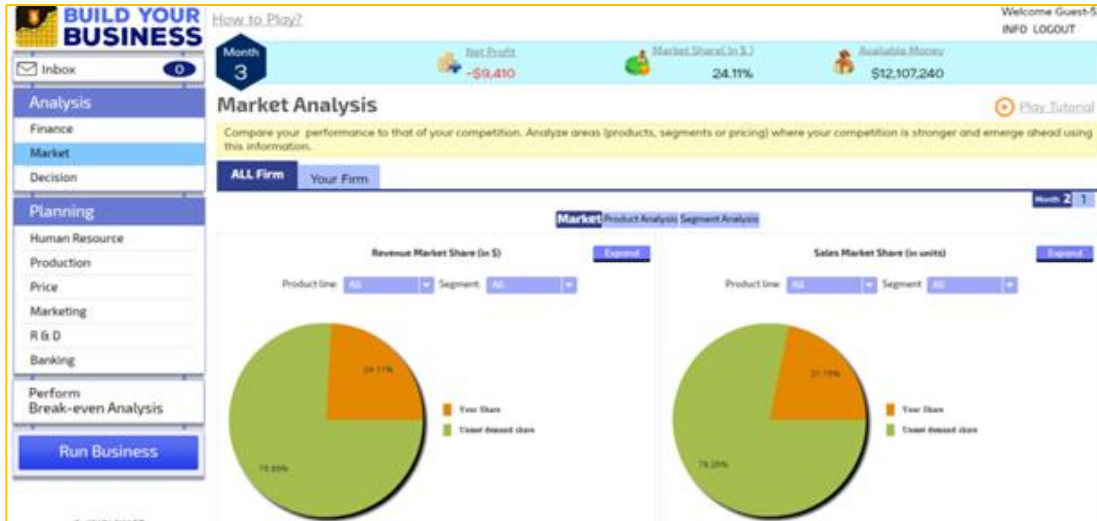 BUILD YOUR
BUSINESS
How to Play?
Welcome Guest-5
INFO LOGOUT
Inbox 0
Month
3
Net Profit
-$9,410
Market Share( In $ )
24.11%
Available Money
$12,107,240
Analysis
Finance
Market
Decision
Planning
Human Resource
Production
Price
Marketing
R & D
Banking
Perform
Break-even Analysis
Run Business
Market Analysis
Play Tutorial
Compare your performance to that of your competition. Analyze areas (products, segments or pricing) where your competition is stronger and emerge ahead using
this information.
ALL Firm Your Firm
Month 2 1
Market Product Analysis Segment Analysis
Revenue Market Share (in $) Expand
Product line: All Segment: All
24.11%
75.89%
Your Share
Unmet demand share
Sales Market Share (in units) Expand
Product line: All Segment: All
21.75%
78.25%
Your Share
Unmet demand share